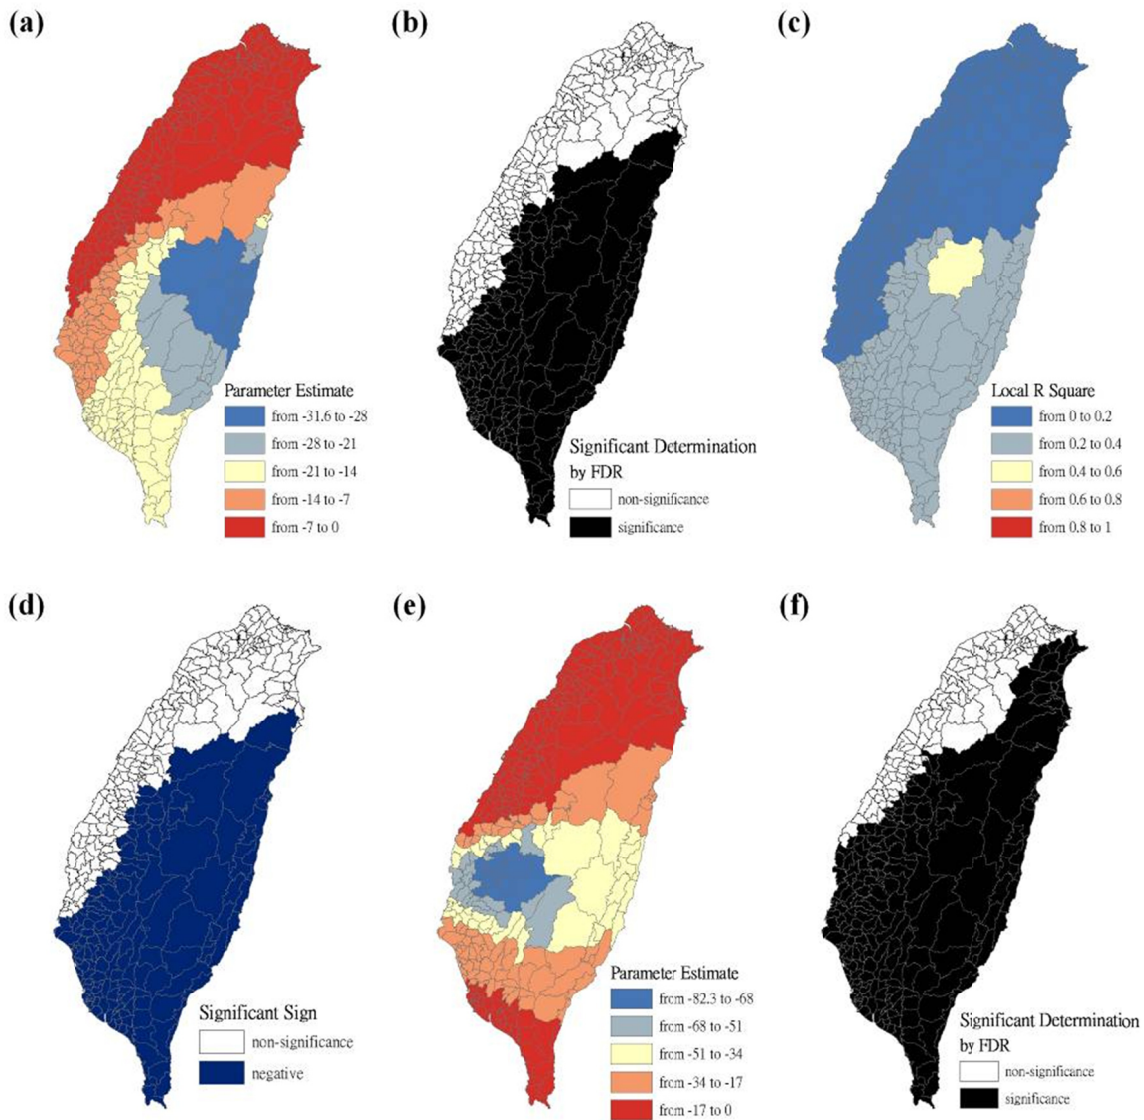 (a)
(b)
(c)
Parameter Estimate
from -31.6 to -28
from -28 to -21
from -21 to -14
from -14 to -7
from -7 to 0
Significant Determination
by FDR
non-significance
significance
Local R Square
from 0 to 0.2
from 0.2 to 0.4
from 0.4 to 0.6
from 0.6 to 0.8
from 0.8 to 1
(d)
(e)
(f)
Significant Sign
non-significance
negative
Parameter Estimate
from -82.3 to -68
from -68 to -51
from -51 to -34
from -34 to -17
from -17 to 0
Significant Determination
by FDR
non-significance
significance